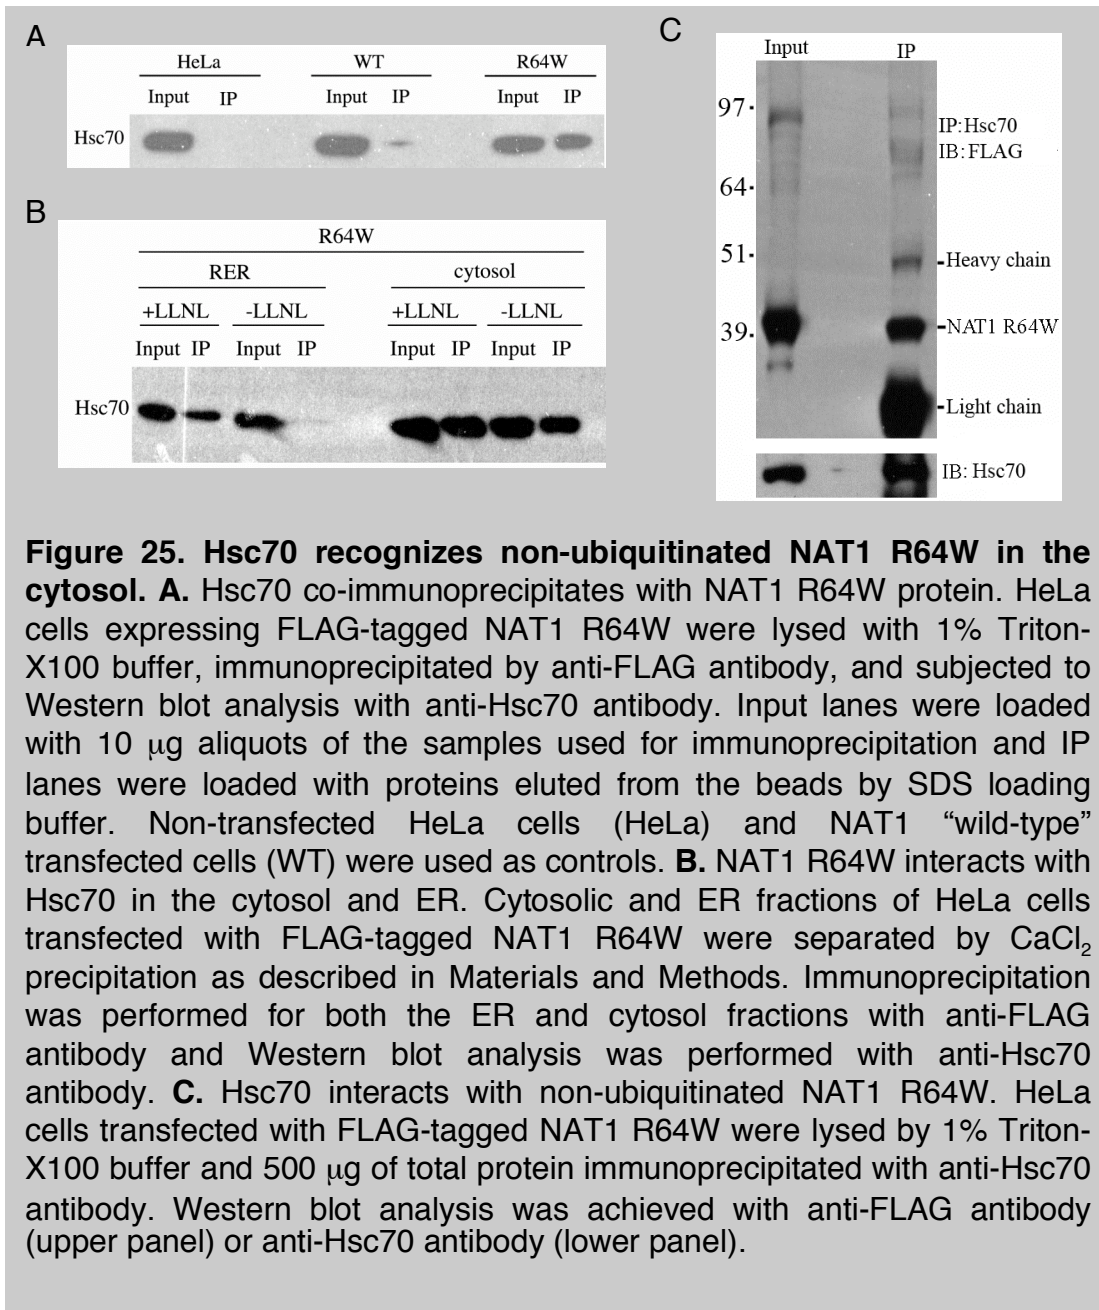 A
HeLa WT R64W
Input IP Input IP Input IP
Hsc70
B
R64W
RER cytosol
+LLNL -LLNL +LLNL -LLNL
Input IP Input IP Input IP Input IP
Hsc70
C
Input IP
97
IP:Hsc70
IB:FLAG
64
51
Heavy chain
39
NAT1 R64W
Light chain
IB: Hsc70
Figure 25. Hsc70 recognizes non-ubiquitinated NAT1 R64W in the
cytosol. A. Hsc70 co-immunoprecipitates with NAT1 R64W protein. HeLa
cells expressing FLAG-tagged NAT1 R64W were lysed with 1% Triton-
X100 buffer, immunoprecipitated by anti-FLAG antibody, and subjected to
Western blot analysis with anti-Hsc70 antibody. Input lanes were loaded
with 10 μg aliquots of the samples used for immunoprecipitation and IP
lanes were loaded with proteins eluted from the beads by SDS loading
buffer. Non-transfected HeLa cells (HeLa) and NAT1 “wild-type”
transfected cells (WT) were used as controls. B. NAT1 R64W interacts with
Hsc70 in the cytosol and ER. Cytosolic and ER fractions of HeLa cells
transfected with FLAG-tagged NAT1 R64W were separated by CaCl₂
precipitation as described in Materials and Methods. Immunoprecipitation
was performed for both the ER and cytosol fractions with anti-FLAG
antibody and Western blot analysis was performed with anti-Hsc70
antibody. C. Hsc70 interacts with non-ubiquitinated NAT1 R64W. HeLa
cells transfected with FLAG-tagged NAT1 R64W were lysed by 1% Triton-
X100 buffer and 500 μg of total protein immunoprecipitated with anti-Hsc70
antibody. Western blot analysis was achieved with anti-FLAG antibody
(upper panel) or anti-Hsc70 antibody (lower panel).